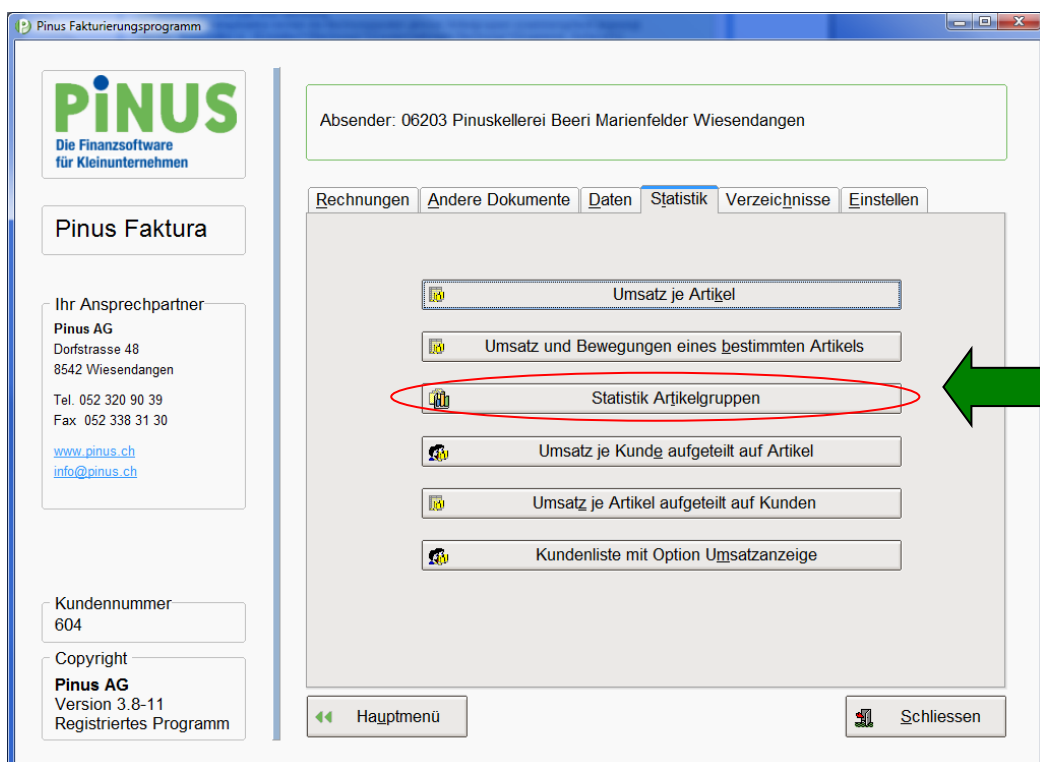 Pinus Fakturierungsprogramm
PiNUS
Die Finanzsoftware
für Kleinunternehmen
Pinus Faktura
Ihr Ansprechpartner
Pinus AG
Dorfstrasse 48
8542 Wiesendangen
Tel. 052 320 90 39
Fax 052 338 31 30
www.pinus.ch
info@pinus.ch
Kundennummer
604
Copyright
Pinus AG
Version 3.8-11
Registriertes Programm
Absender: 06203 Pinuskellerei Beeri Marienfelder Wiesendangen
Rechnungen Andere Dokumente Daten Statistik Verzeichnisse Einstellen
Umsatz je Artikel
Umsatz und Bewegungen eines bestimmten Artikels
Statistik Artikelgruppen
Umsatz je Kunde aufgeteilt auf Artikel
Umsatz je Artikel aufgeteilt auf Kunden
Kundenliste mit Option Umsatzanzeige
Hauptmenü
Schliessen